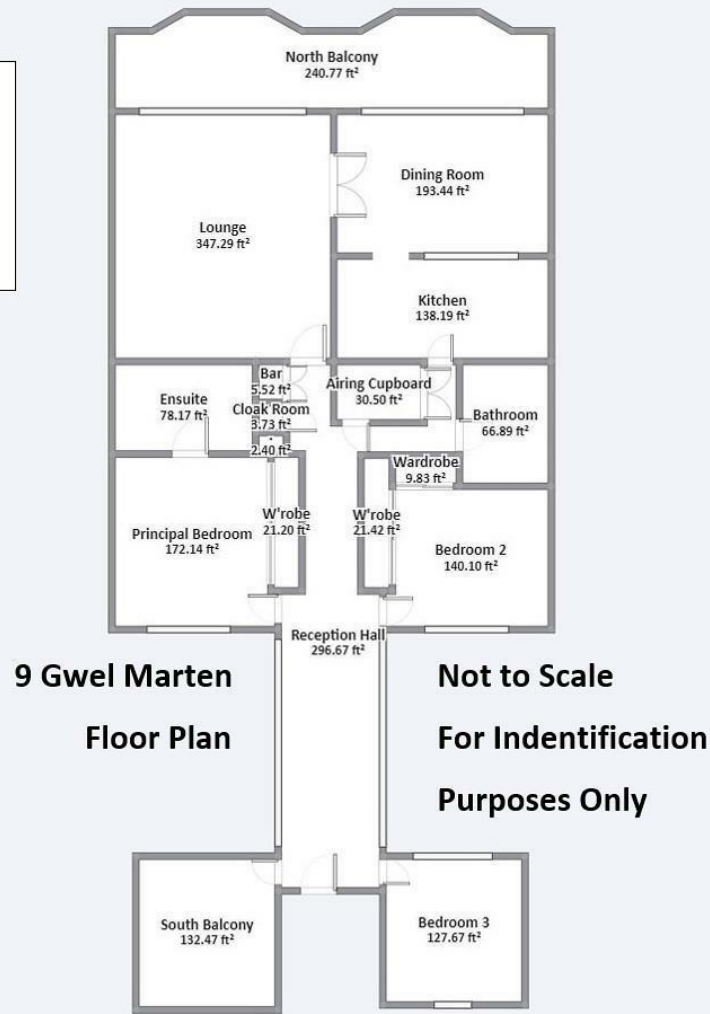 North Balcony
240.77 ft²
Dining Room
193.44 ft²
Lounge
347.29 ft²
Kitchen
138.19 ft²
Bar
5.52 ft²
Airing Cupboard
30.50 ft²
Ensuite
78.17 ft²
Cloak Room
3.73 ft²
Bathroom
66.89 ft²
2.40 ft²
Wardrobe
9.83 ft²
W'robe
21.20 ft²
W'robe
21.42 ft²
Principal Bedroom
172.14 ft²
Bedroom 2
140.10 ft²
Reception Hall
296.67 ft²
9 Gwel Marten
Floor Plan
Not to Scale
For Indentification
Purposes Only
South Balcony
132.47 ft²
Bedroom 3
127.67 ft²